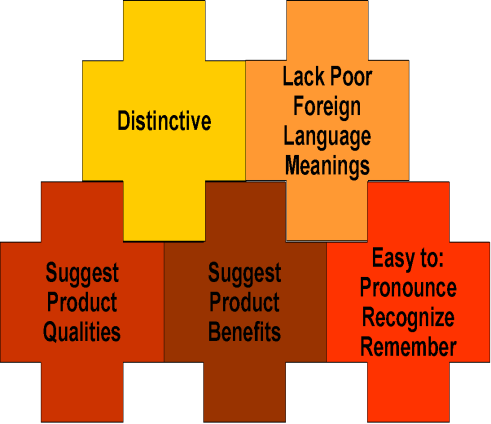 Distinctive
Lack Poor
Foreign
Language
Meanings
Suggest
Product
Qualities
Suggest
Product
Benefits
Easy to:
Pronounce
Recognize
Remember